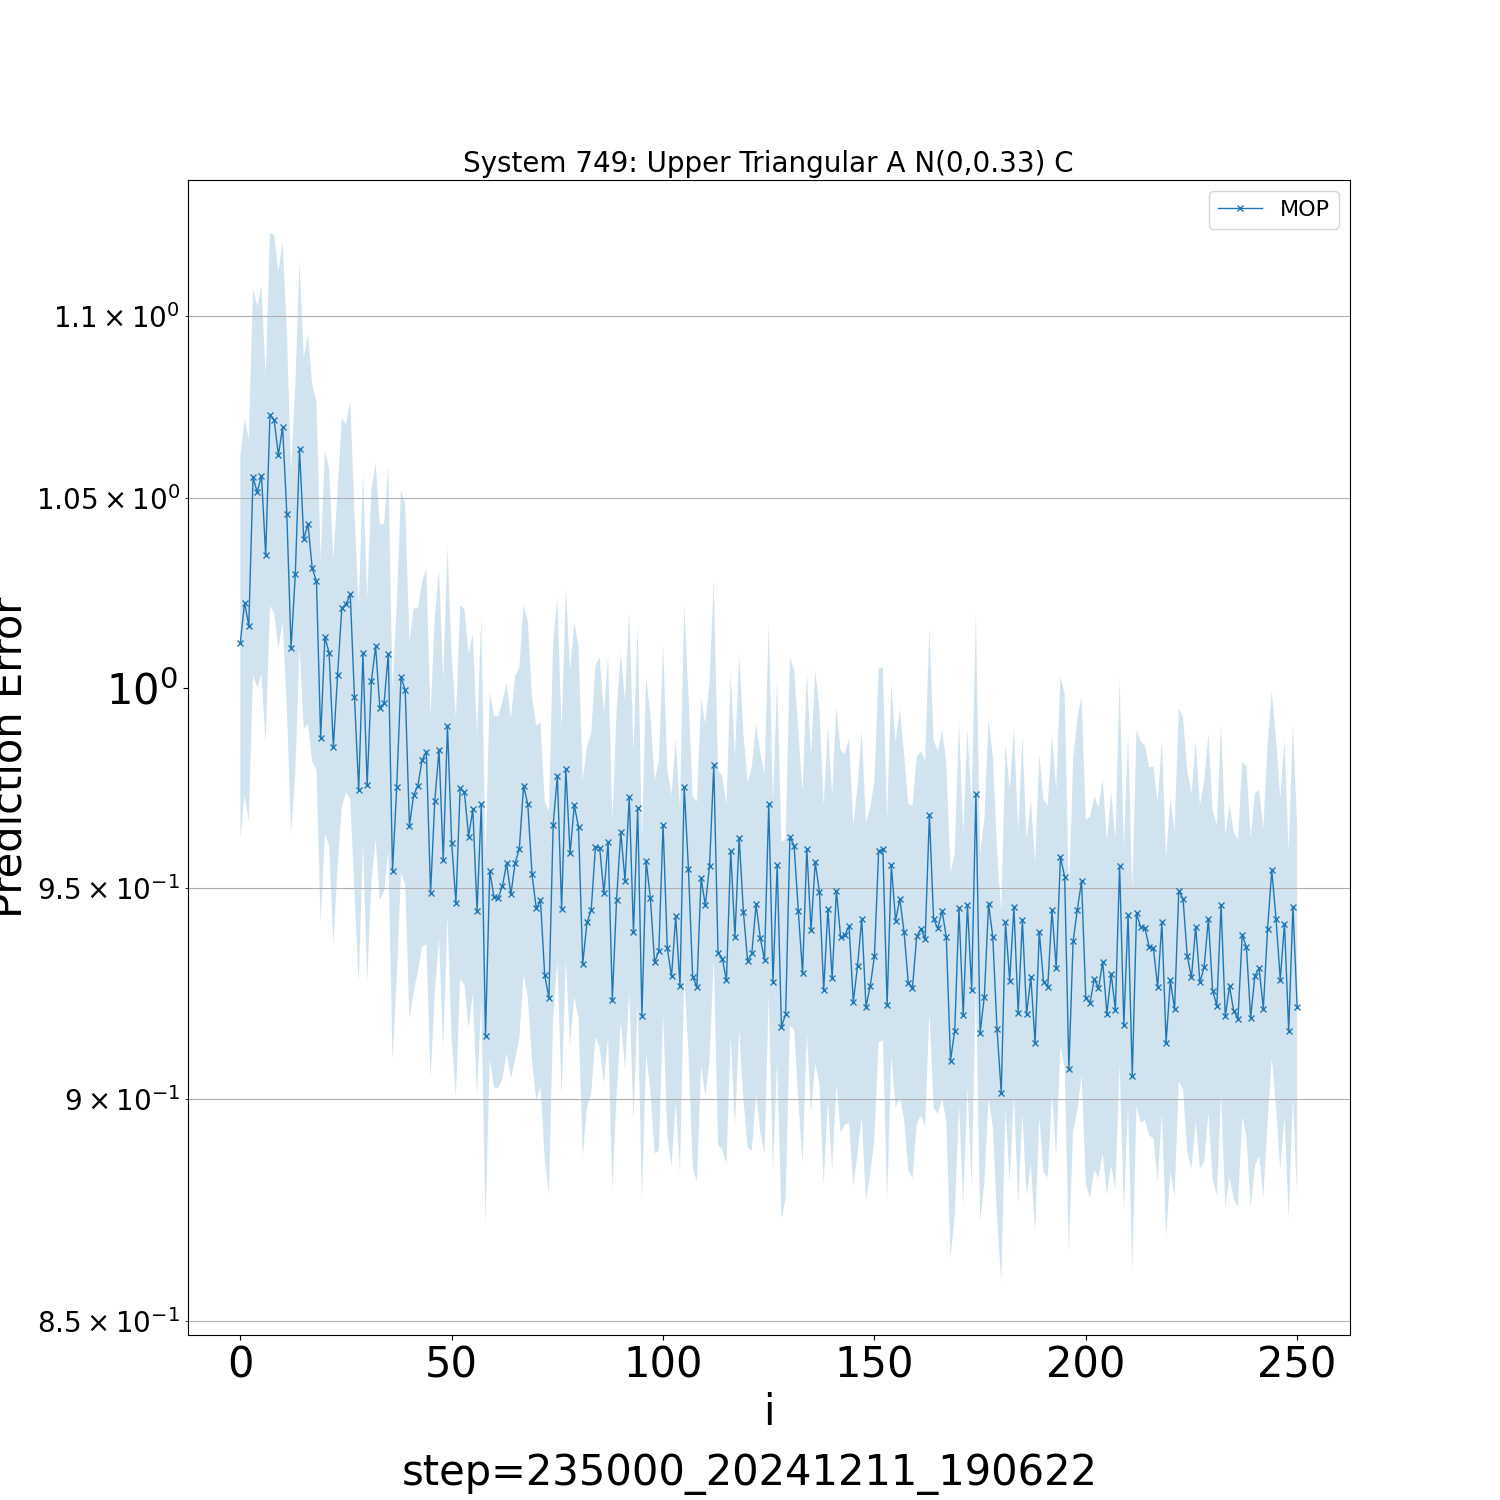 System 749: Upper Triangular A N(0,0.33) C
MOP
1.1 × 10⁰
1.05 × 10⁰
10⁰
9.5 × 10⁻¹
9 × 10⁻¹
8.5 × 10⁻¹
Prediction Error
0 50 100 150 200 250
i
step=235000_20241211_190622